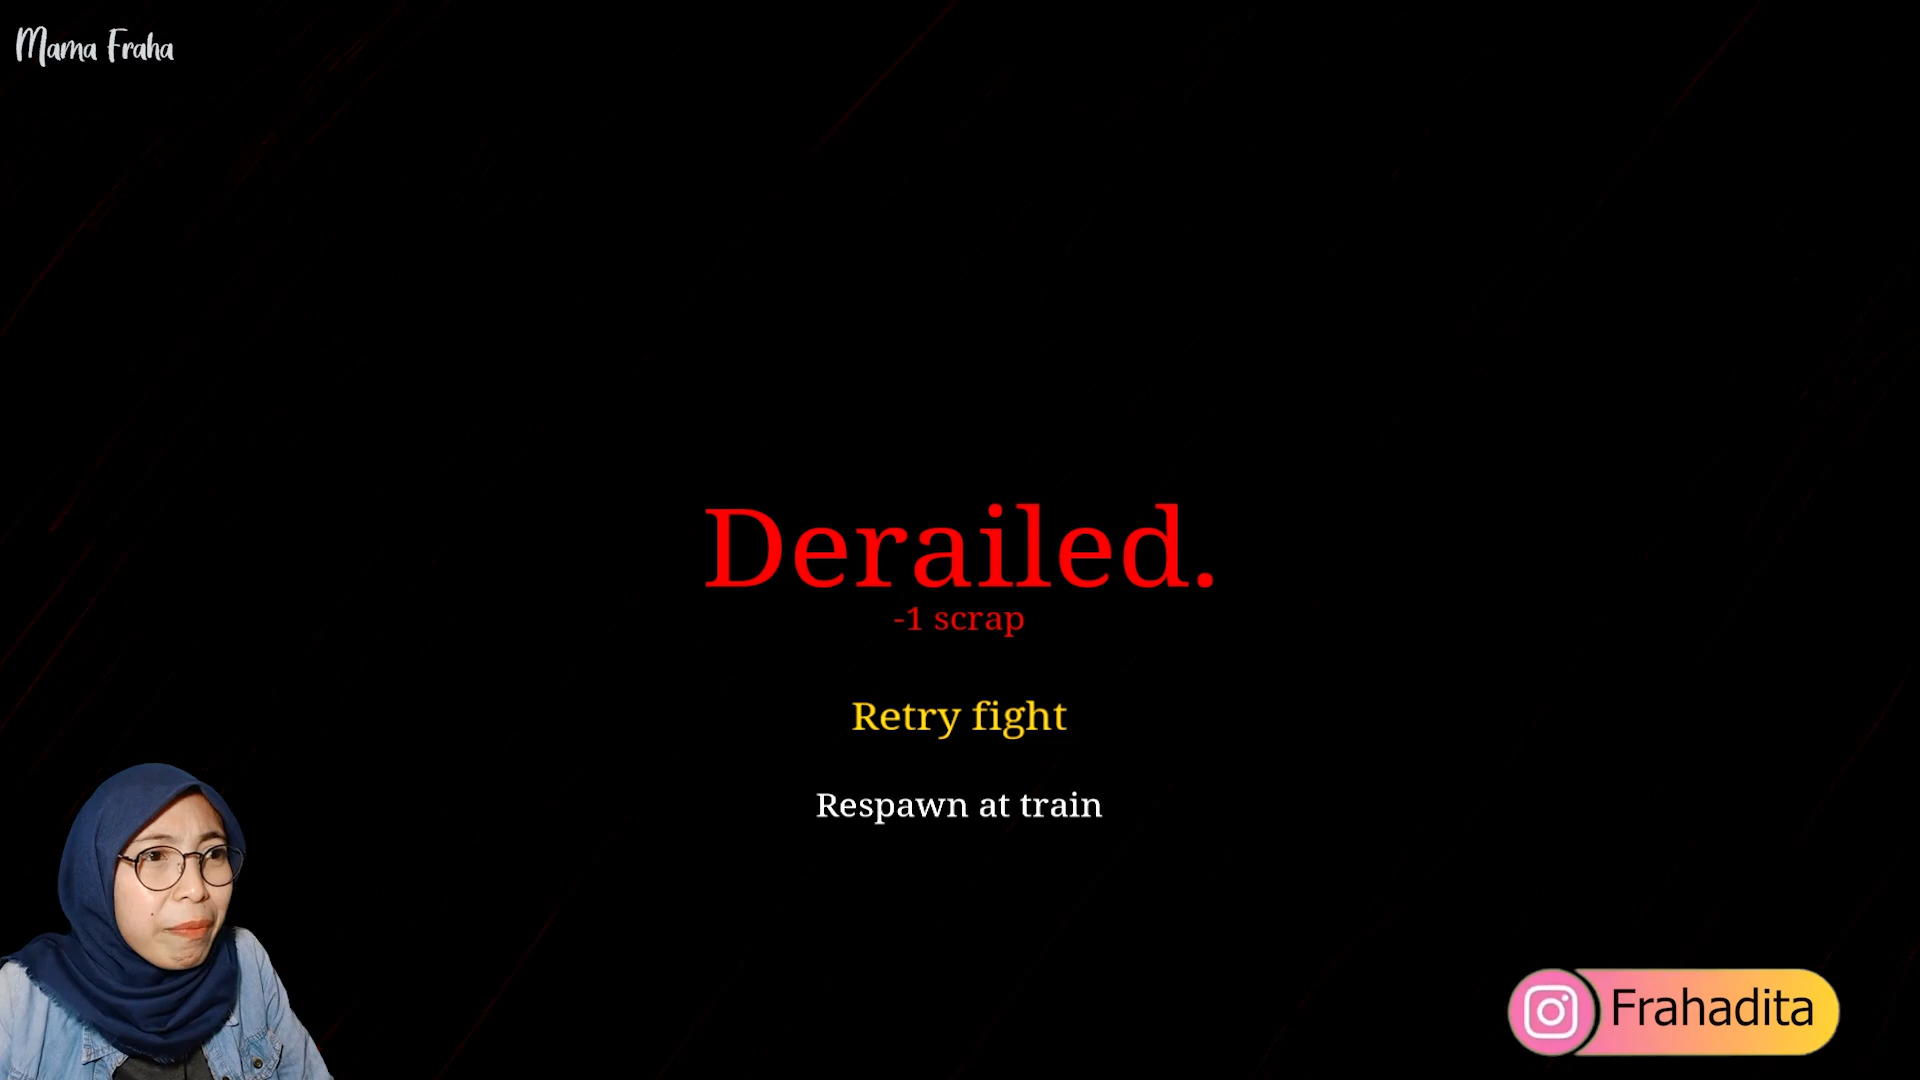 Mama Fraha
Derailed.
-1 scrap
Retry fight
Respawn at train
Frahadita